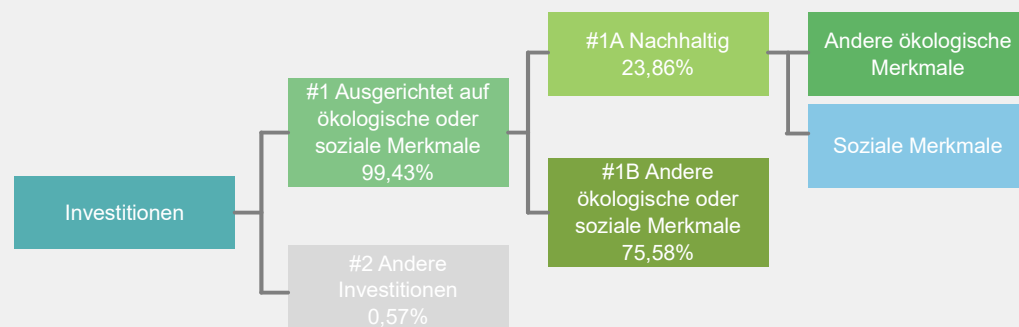 Investitionen
#1 Ausgerichtet auf
ökologische oder
soziale Merkmale
99,43%
#2 Andere
Investitionen
0,57%
#1A Nachhaltig
23,86%
#1B Andere
ökologische oder
soziale Merkmale
75,58%
Andere ökologische
Merkmale
Soziale Merkmale